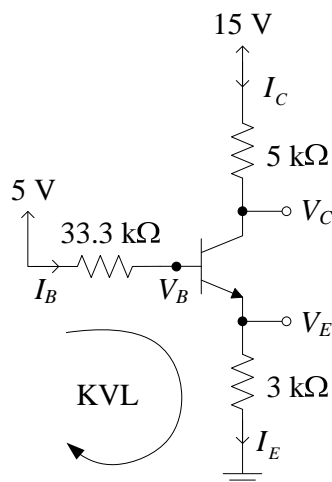 15 V
I_C
5 kΩ
5 V
33.3 kΩ
V_C
I_B
V_B
V_E
KVL
3 kΩ
I_E